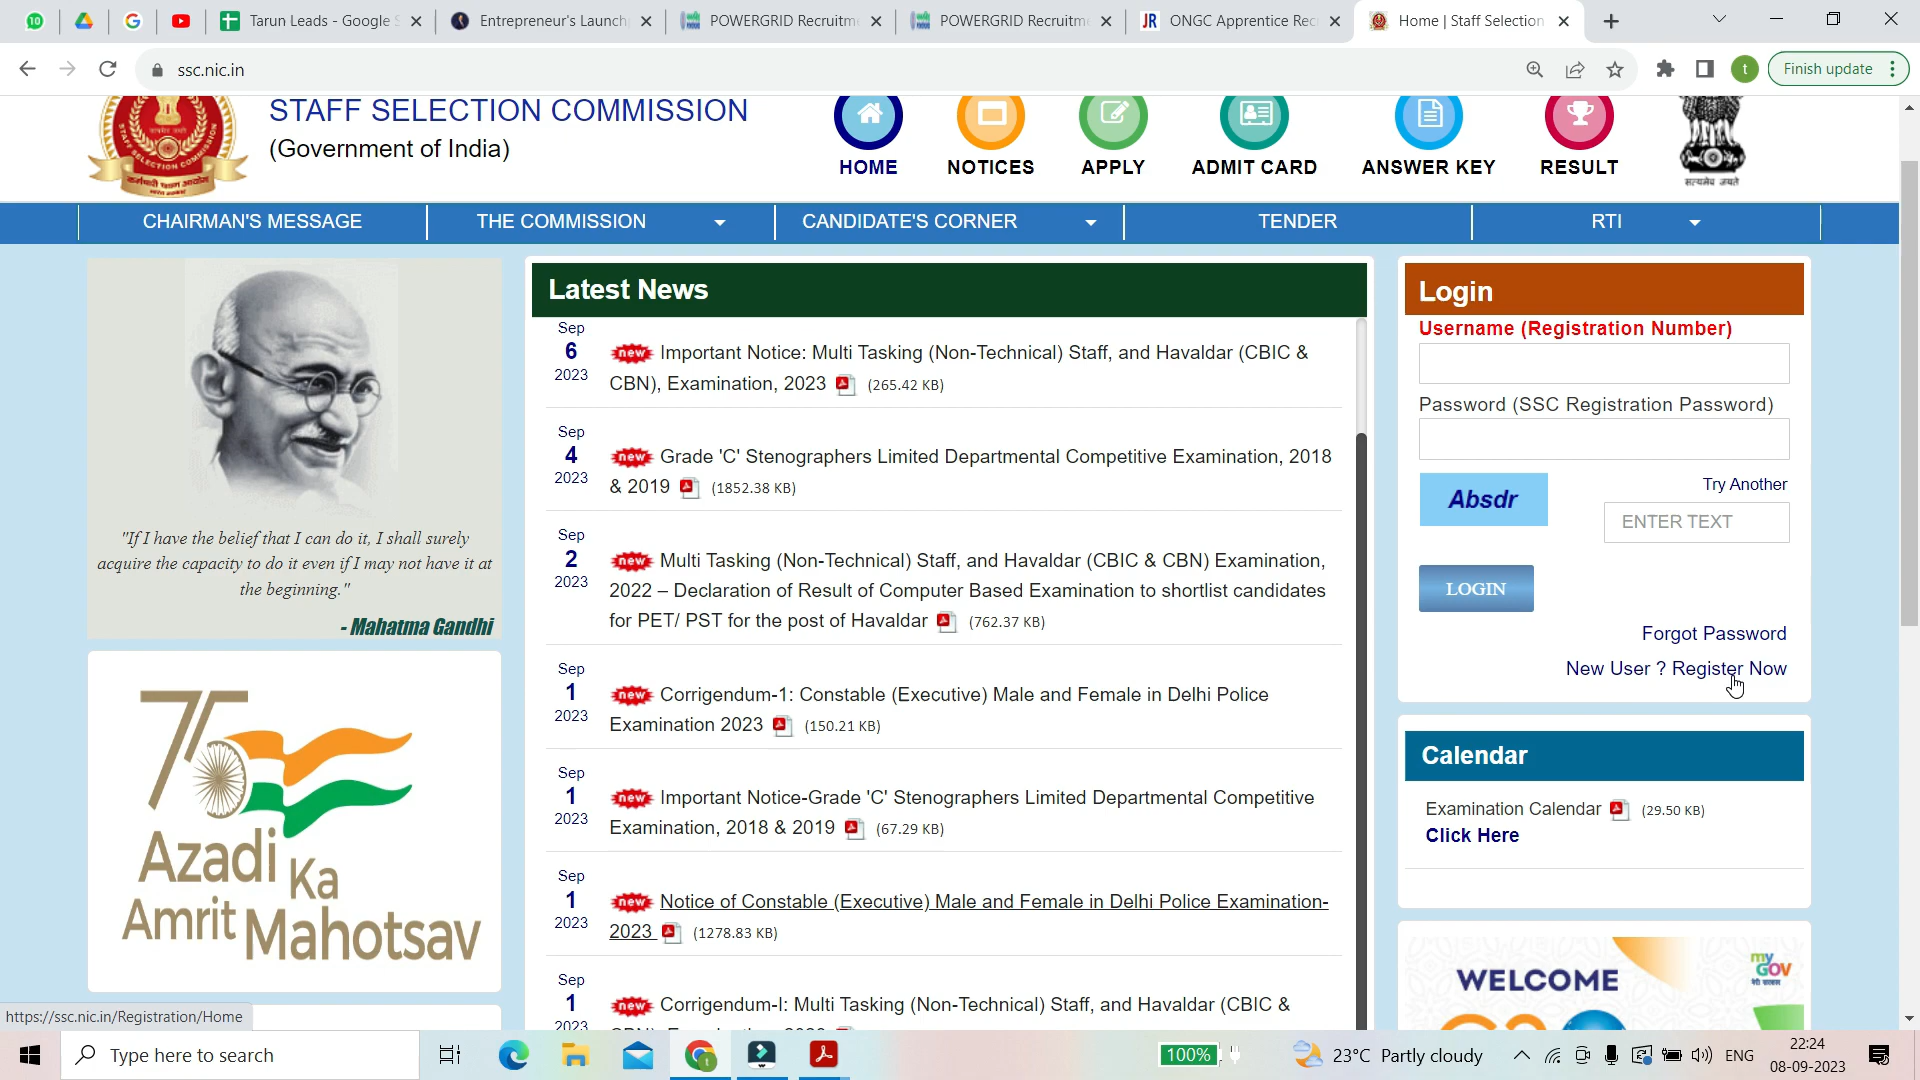 Tarun Leads - Google S
Entrepreneur's Launch
POWERGRID Recruitme
POWERGRID Recruitme
JR ONGC Apprentice Rec
Home | Staff Selection
ssc.nic.in
t
Finish update
STAFF SELECTION COMMISSION
(Government of India)
HOME
NOTICES
APPLY
ADMIT CARD
ANSWER KEY
RESULT
सत्यमेव जयते
CHAIRMAN'S MESSAGE
THE COMMISSION
CANDIDATE'S CORNER
TENDER
RTI
"If I have the belief that I can do it, I shall surely
acquire the capacity to do it even if I may not have it at
the beginning."
- Mahatma Gandhi
75
Azadi Ka
Amrit Mahotsav
Latest News
Sep
6
2023
new Important Notice: Multi Tasking (Non-Technical) Staff, and Havaldar (CBIC &
CBN), Examination, 2023 (265.42 KB)
Sep
4
2023
new Grade 'C' Stenographers Limited Departmental Competitive Examination, 2018
& 2019 (1852.38 KB)
Sep
2
2023
new Multi Tasking (Non-Technical) Staff, and Havaldar (CBIC & CBN) Examination,
2022 – Declaration of Result of Computer Based Examination to shortlist candidates
for PET/ PST for the post of Havaldar (762.37 KB)
Sep
1
2023
new Corrigendum-1: Constable (Executive) Male and Female in Delhi Police
Examination 2023 (150.21 KB)
Sep
1
2023
new Important Notice-Grade 'C' Stenographers Limited Departmental Competitive
Examination, 2018 & 2019 (67.29 KB)
Sep
1
2023
new Notice of Constable (Executive) Male and Female in Delhi Police Examination-
2023 (1278.83 KB)
Sep
1
2023
new Corrigendum-I: Multi Tasking (Non-Technical) Staff, and Havaldar (CBIC &
Login
Username (Registration Number)
Password (SSC Registration Password)
Absdr
Try Another
ENTER TEXT
LOGIN
Forgot Password
New User ? Register Now
Calendar
Examination Calendar (29.50 KB)
Click Here
WELCOME
my
GOV
https://ssc.nic.in/Registration/Home
Type here to search
100%
23°C Partly cloudy
ENG
22:24
08-09-2023